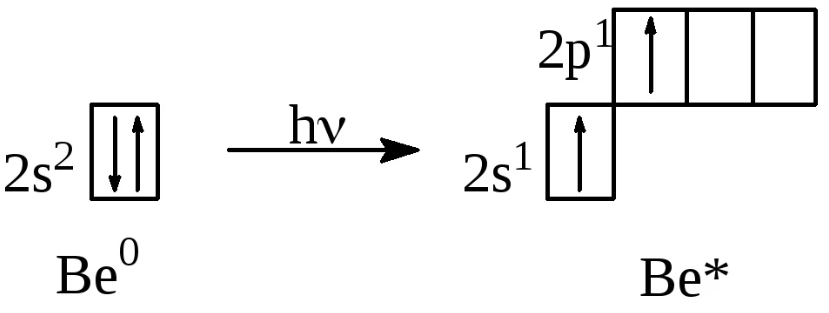 2s² hν 2s¹ 2p¹
Be⁰ Be*